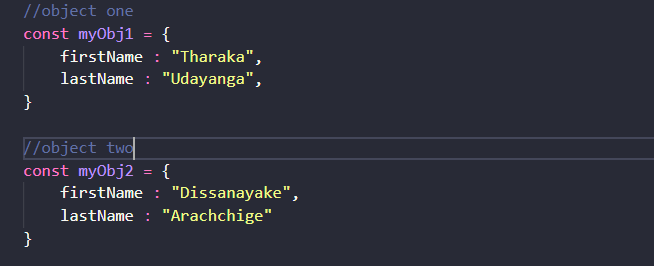 //object one
const myObj1 = {
    firstName : "Tharaka",
    lastName : "Udayanga",
}

//object two
const myObj2 = {
    firstName : "Dissanayake",
    lastName : "Arachchige"
}